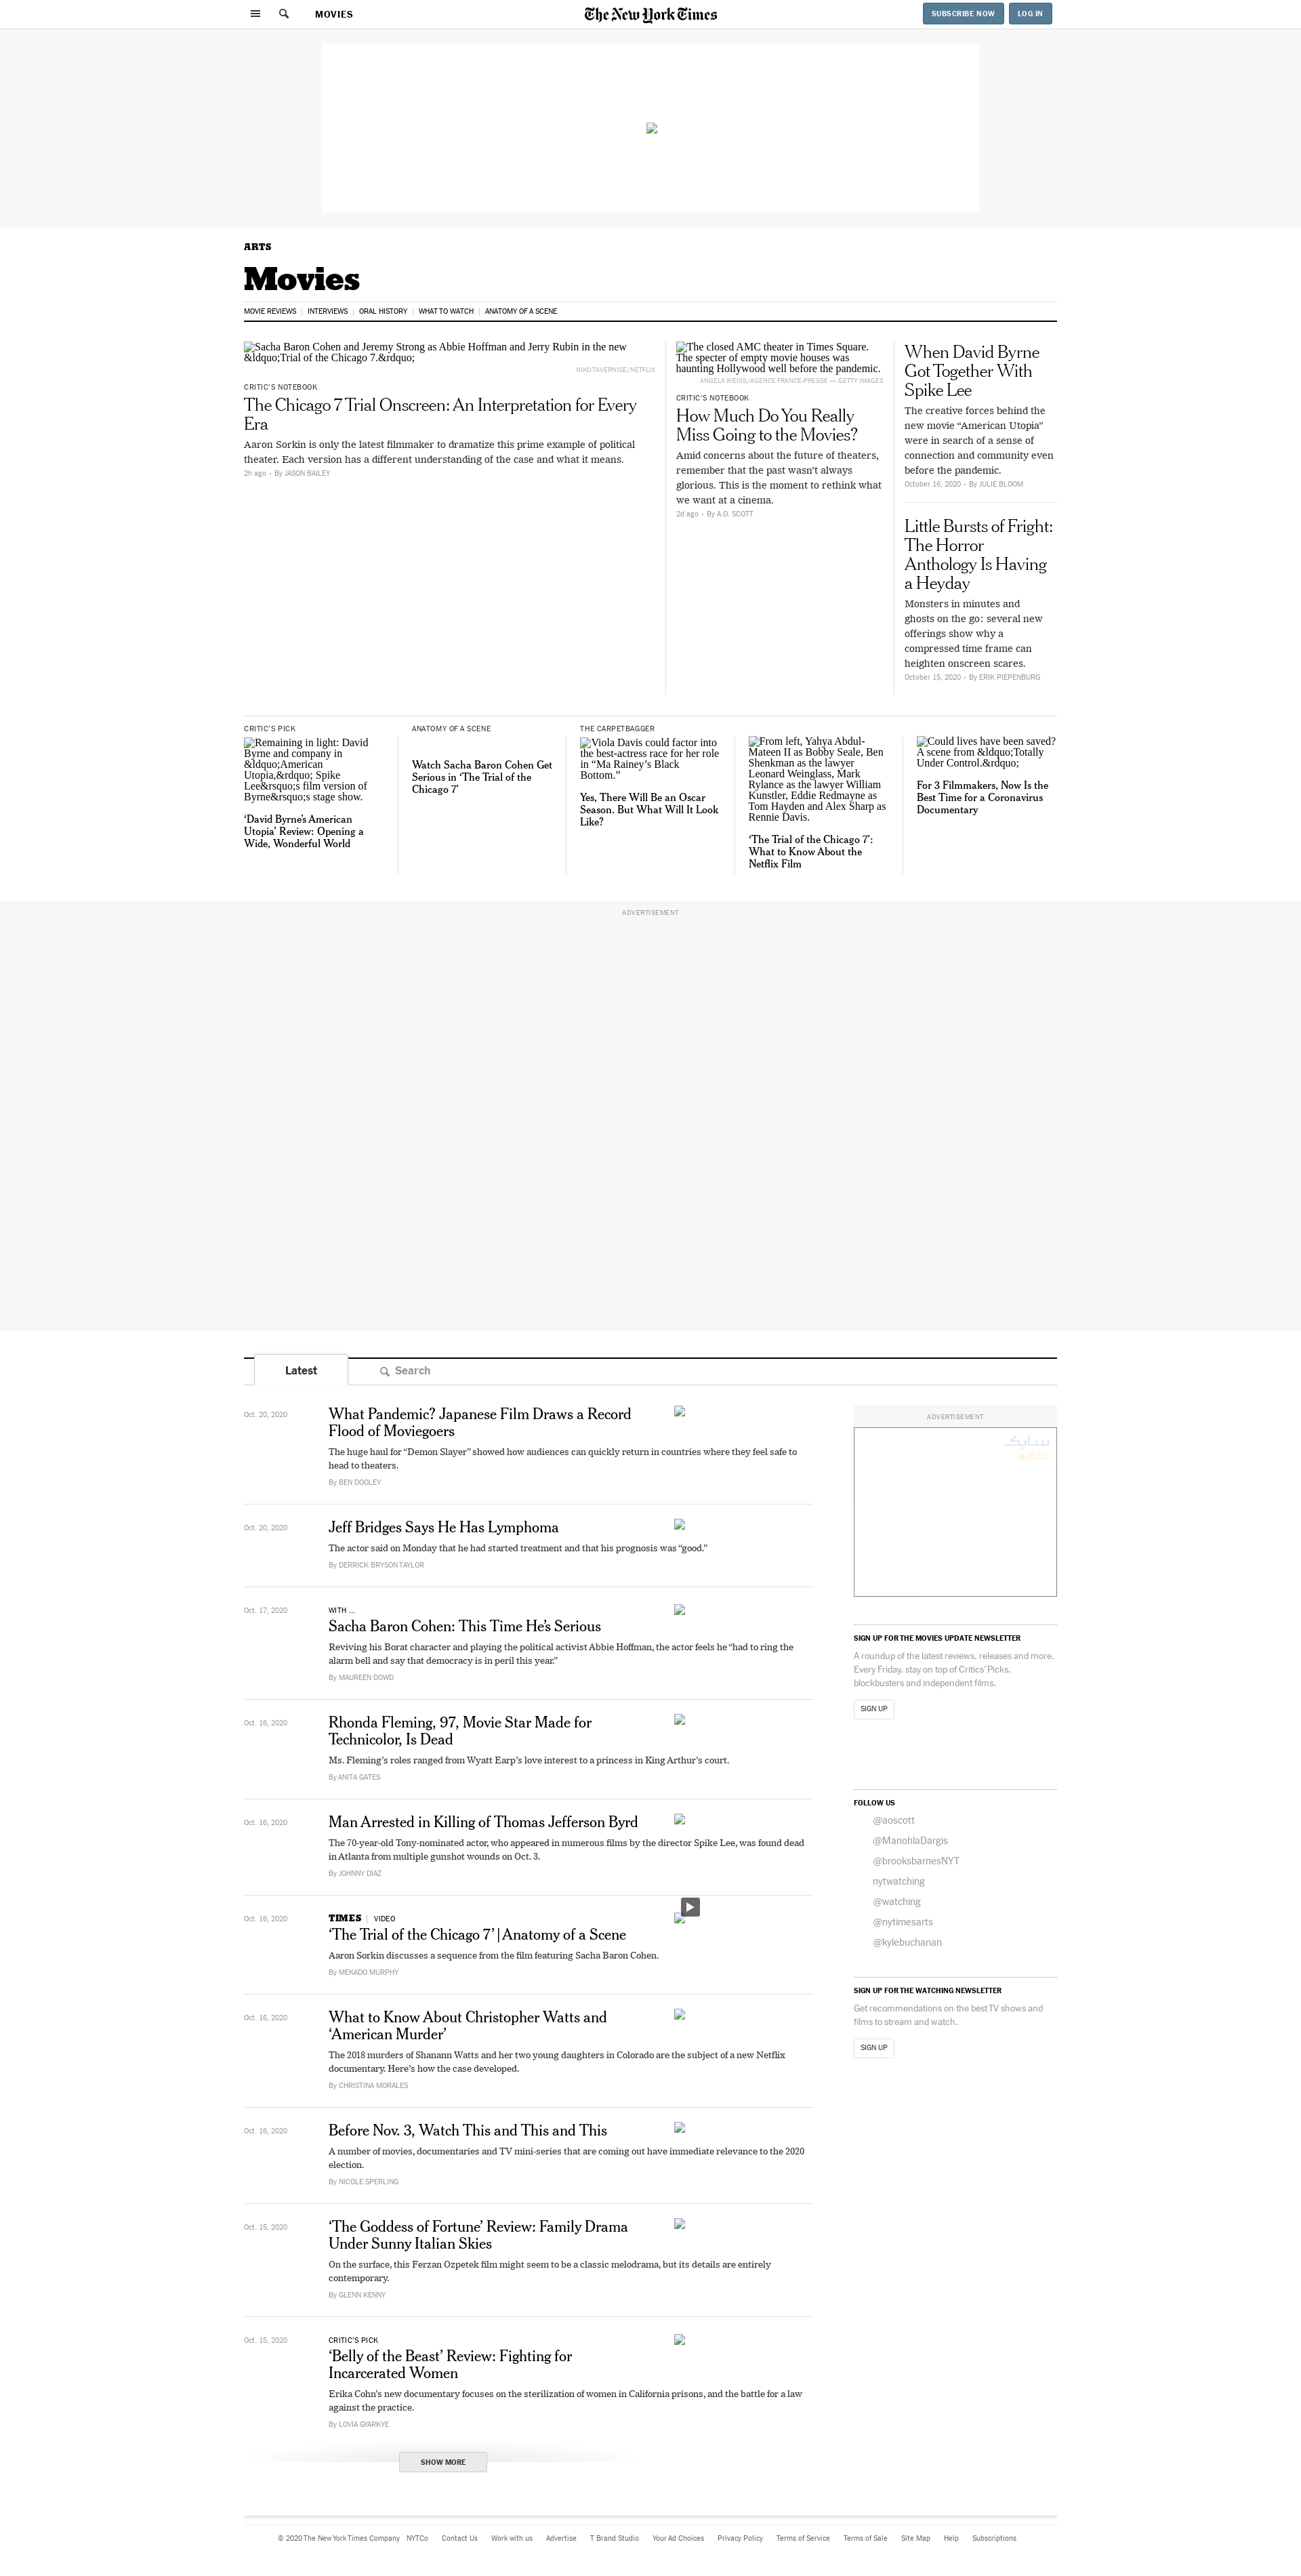 MOVIES
The New York Times
SUBSCRIBE NOW
LOG IN
ARTS
Movies
MOVIE REVIEWS | INTERVIEWS | ORAL HISTORY | WHAT TO WATCH | ANATOMY OF A SCENE
Sacha Baron Cohen and Jeremy Strong as Abbie Hoffman and Jerry Rubin in the new
&ldquo;Trial of the Chicago 7.&rdquo;
NIKO TAVERNISE/NETFLIX
CRITIC'S NOTEBOOK
The Chicago 7 Trial Onscreen: An Interpretation for Every
Era
Aaron Sorkin is only the latest filmmaker to dramatize this prime example of political
theater. Each version has a different understanding of the case and what it means.
2h ago • By JASON BAILEY
The closed AMC theater in Times Square.
The specter of empty movie houses was
haunting Hollywood well before the pandemic.
ANGELA WEISS/AGENCE FRANCE-PRESSE — GETTY IMAGES
CRITIC'S NOTEBOOK
How Much Do You Really
Miss Going to the Movies?
Amid concerns about the future of theaters,
remember that the past wasn’t always
glorious. This is the moment to rethink what
we want at a cinema.
2d ago • By A.O. SCOTT
When David Byrne
Got Together With
Spike Lee
The creative forces behind the
new movie “American Utopia”
were in search of a sense of
connection and community even
before the pandemic.
October 16, 2020 • By JULIE BLOOM
Little Bursts of Fright:
The Horror
Anthology Is Having
a Heyday
Monsters in minutes and
ghosts on the go: several new
offerings show why a
compressed time frame can
heighten onscreen scares.
October 15, 2020 • By ERIK PIEPENBURG
CRITIC'S PICK
Remaining in light: David
Byrne and company in
&ldquo;American
Utopia,&rdquo; Spike
Lee&rsquo;s film version of
Byrne&rsquo;s stage show.
‘David Byrne’s American
Utopia’ Review: Opening a
Wide, Wonderful World
ANATOMY OF A SCENE
Watch Sacha Baron Cohen Get
Serious in ‘The Trial of the
Chicago 7’
THE CARPETBAGGER
Viola Davis could factor into
the best-actress race for her role
in “Ma Rainey’s Black
Bottom.”
Yes, There Will Be an Oscar
Season. But What Will It Look
Like?
From left, Yahya Abdul-
Mateen II as Bobby Seale, Ben
Shenkman as the lawyer
Leonard Weinglass, Mark
Rylance as the lawyer William
Kunstler, Eddie Redmayne as
Tom Hayden and Alex Sharp as
Rennie Davis.
‘The Trial of the Chicago 7’:
What to Know About the
Netflix Film
Could lives have been saved?
A scene from &ldquo;Totally
Under Control.&rdquo;
For 3 Filmmakers, Now Is the
Best Time for a Coronavirus
Documentary
ADVERTISEMENT
Latest
Search
Oct. 20, 2020
What Pandemic? Japanese Film Draws a Record
Flood of Moviegoers
The huge haul for “Demon Slayer” showed how audiences can quickly return in countries where they feel safe to
head to theaters.
By BEN DOOLEY
Oct. 20, 2020
Jeff Bridges Says He Has Lymphoma
The actor said on Monday that he had started treatment and that his prognosis was “good.”
By DERRICK BRYSON TAYLOR
Oct. 17, 2020
WITH ...
Sacha Baron Cohen: This Time He’s Serious
Reviving his Borat character and playing the political activist Abbie Hoffman, the actor feels he “had to ring the
alarm bell and say that democracy is in peril this year.”
By MAUREEN DOWD
Oct. 16, 2020
Rhonda Fleming, 97, Movie Star Made for
Technicolor, Is Dead
Ms. Fleming’s roles ranged from Wyatt Earp’s love interest to a princess in King Arthur’s court.
By ANITA GATES
Oct. 16, 2020
Man Arrested in Killing of Thomas Jefferson Byrd
The 70-year-old Tony-nominated actor, who appeared in numerous films by the director Spike Lee, was found dead
in Atlanta from multiple gunshot wounds on Oct. 3.
By JOHNNY DIAZ
Oct. 16, 2020
TIMES | VIDEO
‘The Trial of the Chicago 7’ | Anatomy of a Scene
Aaron Sorkin discusses a sequence from the film featuring Sacha Baron Cohen.
By MEKADO MURPHY
Oct. 16, 2020
What to Know About Christopher Watts and
‘American Murder’
The 2018 murders of Shanann Watts and her two young daughters in Colorado are the subject of a new Netflix
documentary. Here’s how the case developed.
By CHRISTINA MORALES
Oct. 16, 2020
Before Nov. 3, Watch This and This and This
A number of movies, documentaries and TV mini-series that are coming out have immediate relevance to the 2020
election.
By NICOLE SPERLING
Oct. 15, 2020
‘The Goddess of Fortune’ Review: Family Drama
Under Sunny Italian Skies
On the surface, this Ferzan Ozpetek film might seem to be a classic melodrama, but its details are entirely
contemporary.
By GLENN KENNY
Oct. 15, 2020
CRITIC’S PICK
‘Belly of the Beast’ Review: Fighting for
Incarcerated Women
Erika Cohn’s new documentary focuses on the sterilization of women in California prisons, and the battle for a law
against the practice.
By LOVIA GYARKYE
SHOW MORE
ADVERTISEMENT
سابك
SIGN UP FOR THE MOVIES UPDATE NEWSLETTER
A roundup of the latest reviews, releases and more.
Every Friday, stay on top of Critics’ Picks,
blockbusters and independent films.
SIGN UP
FOLLOW US
@aoscott
@ManohlaDargis
@brooksbarnesNYT
nytwatching
@watching
@nytimesarts
@kylebuchanan
SIGN UP FOR THE WATCHING NEWSLETTER
Get recommendations on the best TV shows and
films to stream and watch.
SIGN UP
© 2020 The New York Times Company NYTCo Contact Us Work with us Advertise T Brand Studio Your Ad Choices Privacy Policy Terms of Service Terms of Sale Site Map Help Subscriptions